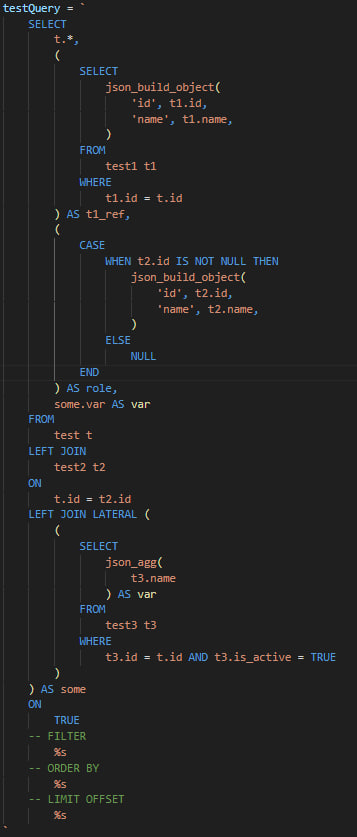 testQuery = `
SELECT
t.*,
(
SELECT
json_build_object(
'id', t1.id,
'name', t1.name,
)
FROM
test1 t1
WHERE
t1.id = t.id
) AS t1_ref,
(
CASE
WHEN t2.id IS NOT NULL THEN
json_build_object(
'id', t2.id,
'name', t2.name,
)
ELSE
NULL
END
) AS role,
some.var AS var
FROM
test t
LEFT JOIN
test2 t2
ON
t.id = t2.id
LEFT JOIN LATERAL (
(
SELECT
json_agg(
t3.name
) AS var
FROM
test3 t3
WHERE
t3.id = t.id AND t3.is_active = TRUE
)
) AS some
ON
TRUE
-- FILTER
%s
-- ORDER BY
%s
-- LIMIT OFFSET
%s
`